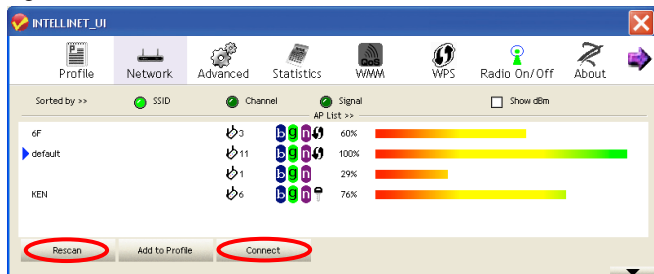 INTELLINET_UI
Profile Network Advanced Statistics QoS WMM WPS Radio On/Off About
Sorted by >> SSID Channel Signal Show dBm
AP List >>
6F 3 b g n 60%
default 11 b g n 100%
1 b g n 29%
KEN 6 b g n 76%
Rescan Add to Profile Connect